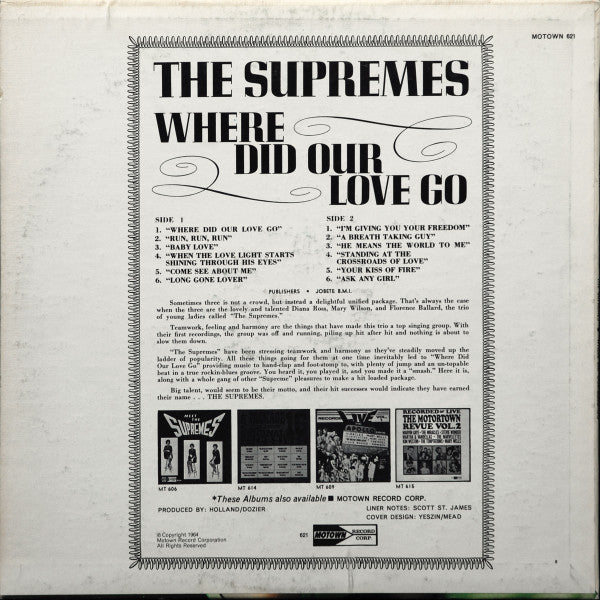 MOTOWN 621
THE SUPREMES
WHERE
DID OUR
LOVE GO
SIDE 1
1. "WHERE DID OUR LOVE GO"
2. "RUN, RUN, RUN"
3. "BABY LOVE"
4. "WHEN THE LOVE LIGHT STARTS
SHINING THROUGH HIS EYES"
5. "COME SEE ABOUT ME"
6. "LONG GONE LOVER"
SIDE 2
1. "I'M GIVING YOU YOUR FREEDOM"
2. "A BREATH TAKING GUY"
3. "HE MEANS THE WORLD TO ME"
4. "STANDING AT THE
CROSSROADS OF LOVE"
5. "YOUR KISS OF FIRE"
6. "ASK ANY GIRL"
PUBLISHERS • JOBETE B.M.I.
Sometimes three is not a crowd, but instead a delightful unified package. That's always the case
when the three are the lovely and talented Diana Ross, Mary Wilson, and Florence Ballard, the trio
of young ladies called "The Supremes."
Teamwork, feeling and harmony are the things that have made this trio a top singing group. With
their first recordings, the group was off and running, piling up hit after hit and nothing is about to
slow them down.
"The Supremes" have been stressing teamwork and harmony as they've steadily moved up the
ladder of popularity. All these things going for them at one time inevitably led to "Where Did
Our Love Go" providing music to hand-clap and foot-stomp to, with plenty of jump and an un-topable
beat in a true rockin-blues groove. You heard it, you played it, and you made it a "smash." Here it is,
along with a whole gang of other "Supreme" pleasures to make a hit loaded package.
Big talent, would seem to be their motto, and their hit successes would indicate they have earned
their name . . . THE SUPREMES.
MEET
THE
SUPREMES
LIVE
APOLLO
RECORDED LIVE
THE MOTORTOWN
REVUE VOL.2
MT 606
MT 614
MT 609
MT 615
*These Albums also available ■ MOTOWN RECORD CORP.
PRODUCED BY: HOLLAND/DOZIER
LINER NOTES: SCOTT ST. JAMES
COVER DESIGN: YESZIN/MEAD
® Copyright 1964
Motown Record Corporation
All Rights Reserved
621
MOTOWN
RECORD
CORP.
8